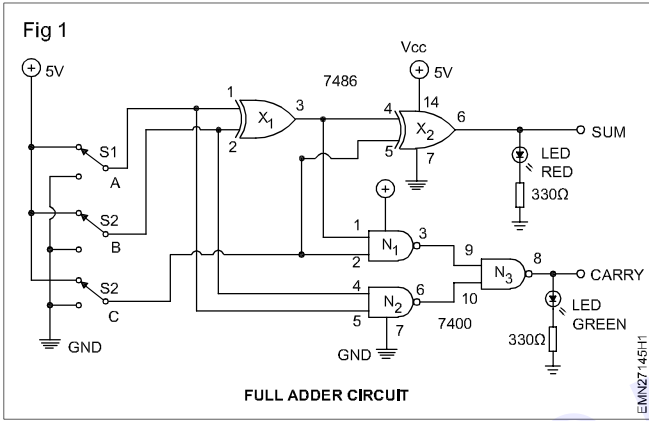 Fig 1
5V
Vcc
5V
7486
1
2
X1
3
4
5
X2
14
6
7
SUM
LED
RED
330Ω
S1
A
S2
B
S2
C
GND
1
2
N1
3
4
5
N2
6
7
GND
7400
9
10
N3
8
CARRY
LED
GREEN
330Ω
FULL ADDER CIRCUIT
EMN27145H1